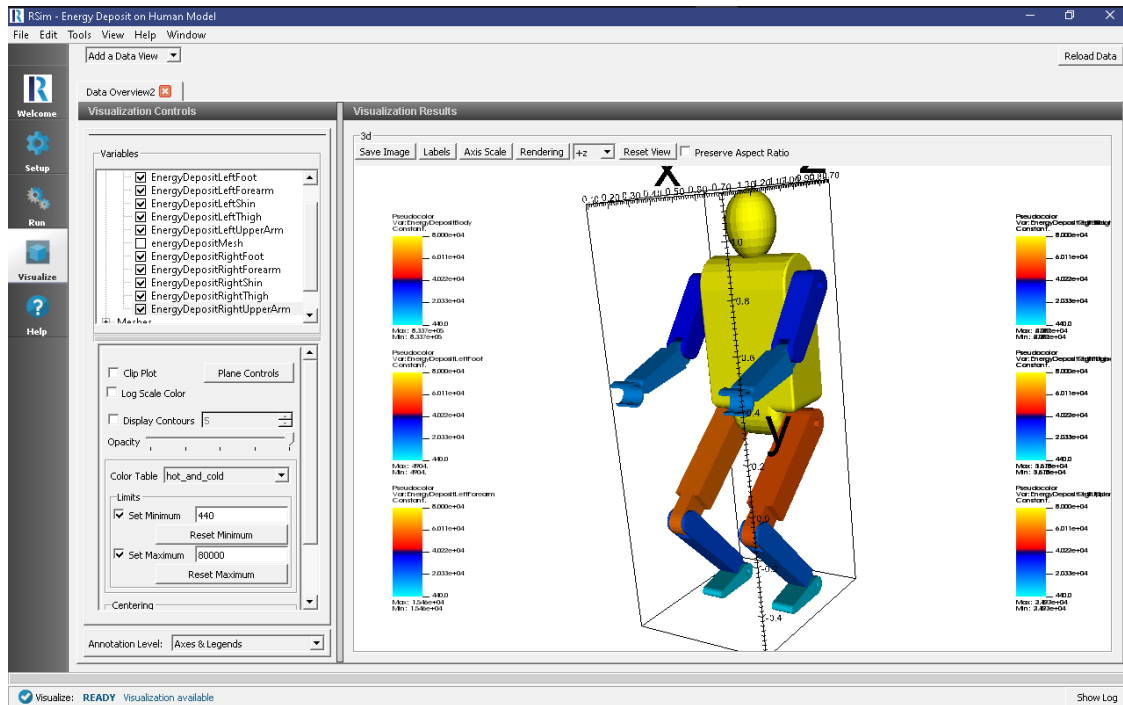 RSim - Energy Deposit on Human Model
File Edit Tools View Help Window
Add a Data View
Reload Data
Data Overview2
Welcome
Setup
Run
Visualize
Help
Visualization Controls
Variables
EnergyDepositLeftFoot
EnergyDepositLeftForearm
EnergyDepositLeftShin
EnergyDepositLeftThigh
EnergyDepositLeftUpperArm
energyDepositMesh
EnergyDepositRightFoot
EnergyDepositRightForearm
EnergyDepositRightShin
EnergyDepositRightThigh
EnergyDepositRightUpperArm
Meshes
Clip Plot
Plane Controls
Log Scale Color
Display Contours 5
Opacity
Color Table hot_and_cold
Limits
Set Minimum 440
Reset Minimum
Set Maximum 80000
Reset Maximum
Centering
Annotation Level: Axes & Legends
Visualization Results
3d
Save Image Labels Axis Scale Rendering +z Reset View Preserve Aspect Ratio
X Z
Pseudocolor
Var: EnergyDepositBody
Constant.
8.000e+04
6.011e+04
4.022e+04
2.033e+04
440.0
Max: 8.337e+05
Min: 8.337e+05
Pseudocolor
Var: EnergyDepositLeftFoot
Constant.
8.000e+04
6.011e+04
4.022e+04
2.033e+04
440.0
Max: 4904.
Min: 4904.
Pseudocolor
Var: EnergyDepositLeftForearm
Constant.
8.000e+04
6.011e+04
4.022e+04
2.033e+04
440.0
Max: 1.546e+04
Min: 1.546e+04
1.0
0.8
0.6
0.4
y
0.2
0.0
-0.2
-0.4
Pseudocolor
Constant.
8.000e+04
6.011e+04
4.022e+04
2.033e+04
440.0
Pseudocolor
Constant.
8.000e+04
6.011e+04
4.022e+04
2.033e+04
440.0
Pseudocolor
Constant.
8.000e+04
6.011e+04
4.022e+04
2.033e+04
440.0
Visualize: READY Visualization available
Show Log